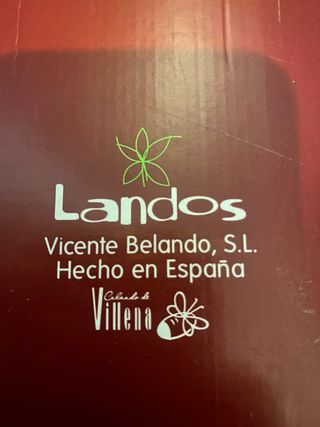 Landos
Vicente Belando, S.L.
Hecho en España
Calzado de
Villena